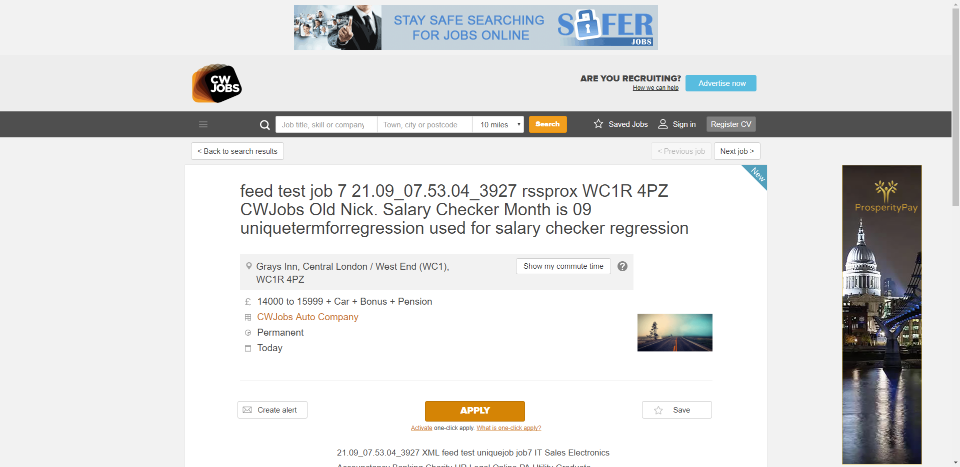 STAY SAFE SEARCHING
FOR JOBS ONLINE
SAFER
JOBS
CW
JOBS
ARE YOU RECRUITING?
How we can help
Advertise now
Job title, skill or company
Town, city or postcode
10 miles
Search
Saved Jobs
Sign in
Register CV
< Back to search results
< Previous job
Next job >
New
feed test job 7 21.09_07.53.04_3927 rssprox WC1R 4PZ
CWJobs Old Nick. Salary Checker Month is 09
uniquetermforregression used for salary checker regression
Grays Inn, Central London / West End (WC1),
WC1R 4PZ
Show my commute time
?
£ 14000 to 15999 + Car + Bonus + Pension
CWJobs Auto Company
Permanent
Today
ProsperityPay
Create alert
APPLY
Save
Activate one-click apply What is one-click apply?
21.09_07.53.04_3927 XML feed test uniquejob job7 IT Sales Electronics
Accountancy Banking Charity HR Legal Online PA Utility Graduate